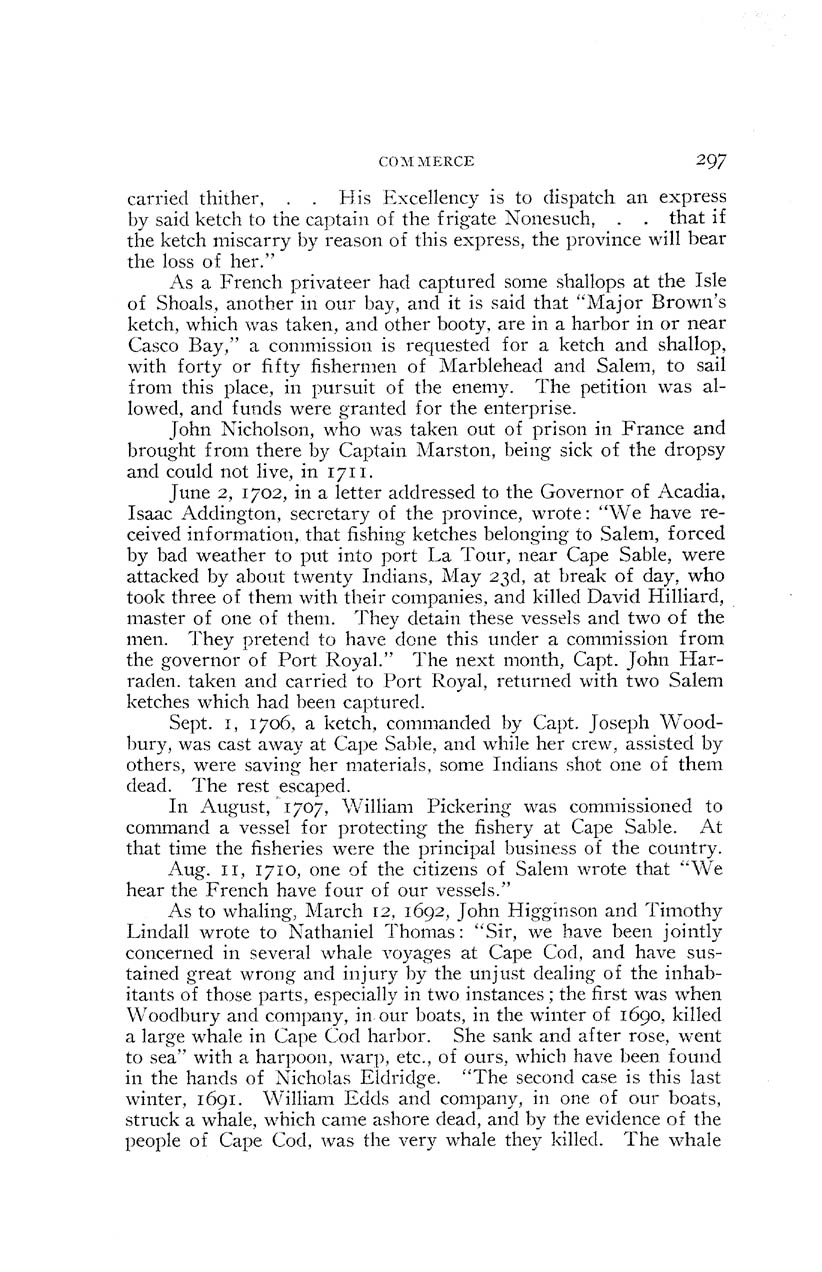 COMMERCE 297
carried thither, . . His Excellency is to dispatch an express
by said ketch to the captain of the frigate Nonesuch, . . that if
the ketch miscarry by reason of this express, the province will bear
the loss of her."
As a French privateer had captured some shallops at the Isle
of Shoals, another in our bay, and it is said that "Major Brown's
ketch, which was taken, and other booty, are in a harbor in or near
Casco Bay," a commission is requested for a ketch and shallop,
with forty or fifty fishermen of Marblehead and Salem, to sail
from this place, in pursuit of the enemy. The petition was al-
lowed, and funds were granted for the enterprise.
John Nicholson, who was taken out of prison in France and
brought from there by Captain Marston, being sick of the dropsy
and could not live, in 1711.
June 2, 1702, in a letter addressed to the Governor of Acadia,
Isaac Addington, secretary of the province, wrote: "We have re-
ceived information, that fishing ketches belonging to Salem, forced
by bad weather to put into port La Tour, near Cape Sable, were
attacked by about twenty Indians, May 23d, at break of day, who
took three of them with their companies, and killed David Hilliard,
master of one of them. They detain these vessels and two of the
men. They pretend to have done this under a commission from
the governor of Port Royal." The next month, Capt. John Har-
raden. taken and carried to Port Royal, returned with two Salem
ketches which had been captured.
Sept. 1, 1706, a ketch, commanded by Capt. Joseph Wood-
bury, was cast away at Cape Sable, and while her crew, assisted by
others, were saving her materials, some Indians shot one of them
dead. The rest escaped.
In August, 1707, William Pickering was commissioned to
command a vessel for protecting the fishery at Cape Sable. At
that time the fisheries were the principal business of the country.
Aug. 11, 1710, one of the citizens of Salem wrote that "We
hear the French have four of our vessels."
As to whaling, March 12, 1692, John Higginson and Timothy
Lindall wrote to Nathaniel Thomas: "Sir, we have been jointly
concerned in several whale voyages at Cape Cod, and have sus-
tained great wrong and injury by the unjust dealing of the inhab-
itants of those parts, especially in two instances; the first was when
Woodbury and company, in our boats, in the winter of 1690, killed
a large whale in Cape Cod harbor. She sank and after rose, went
to sea" with a harpoon, warp, etc., of ours, which have been found
in the hands of Nicholas Eldridge. "The second case is this last
winter, 1691. William Edds and company, in one of our boats,
struck a whale, which came ashore dead, and by the evidence of the
people of Cape Cod, was the very whale they killed. The whale